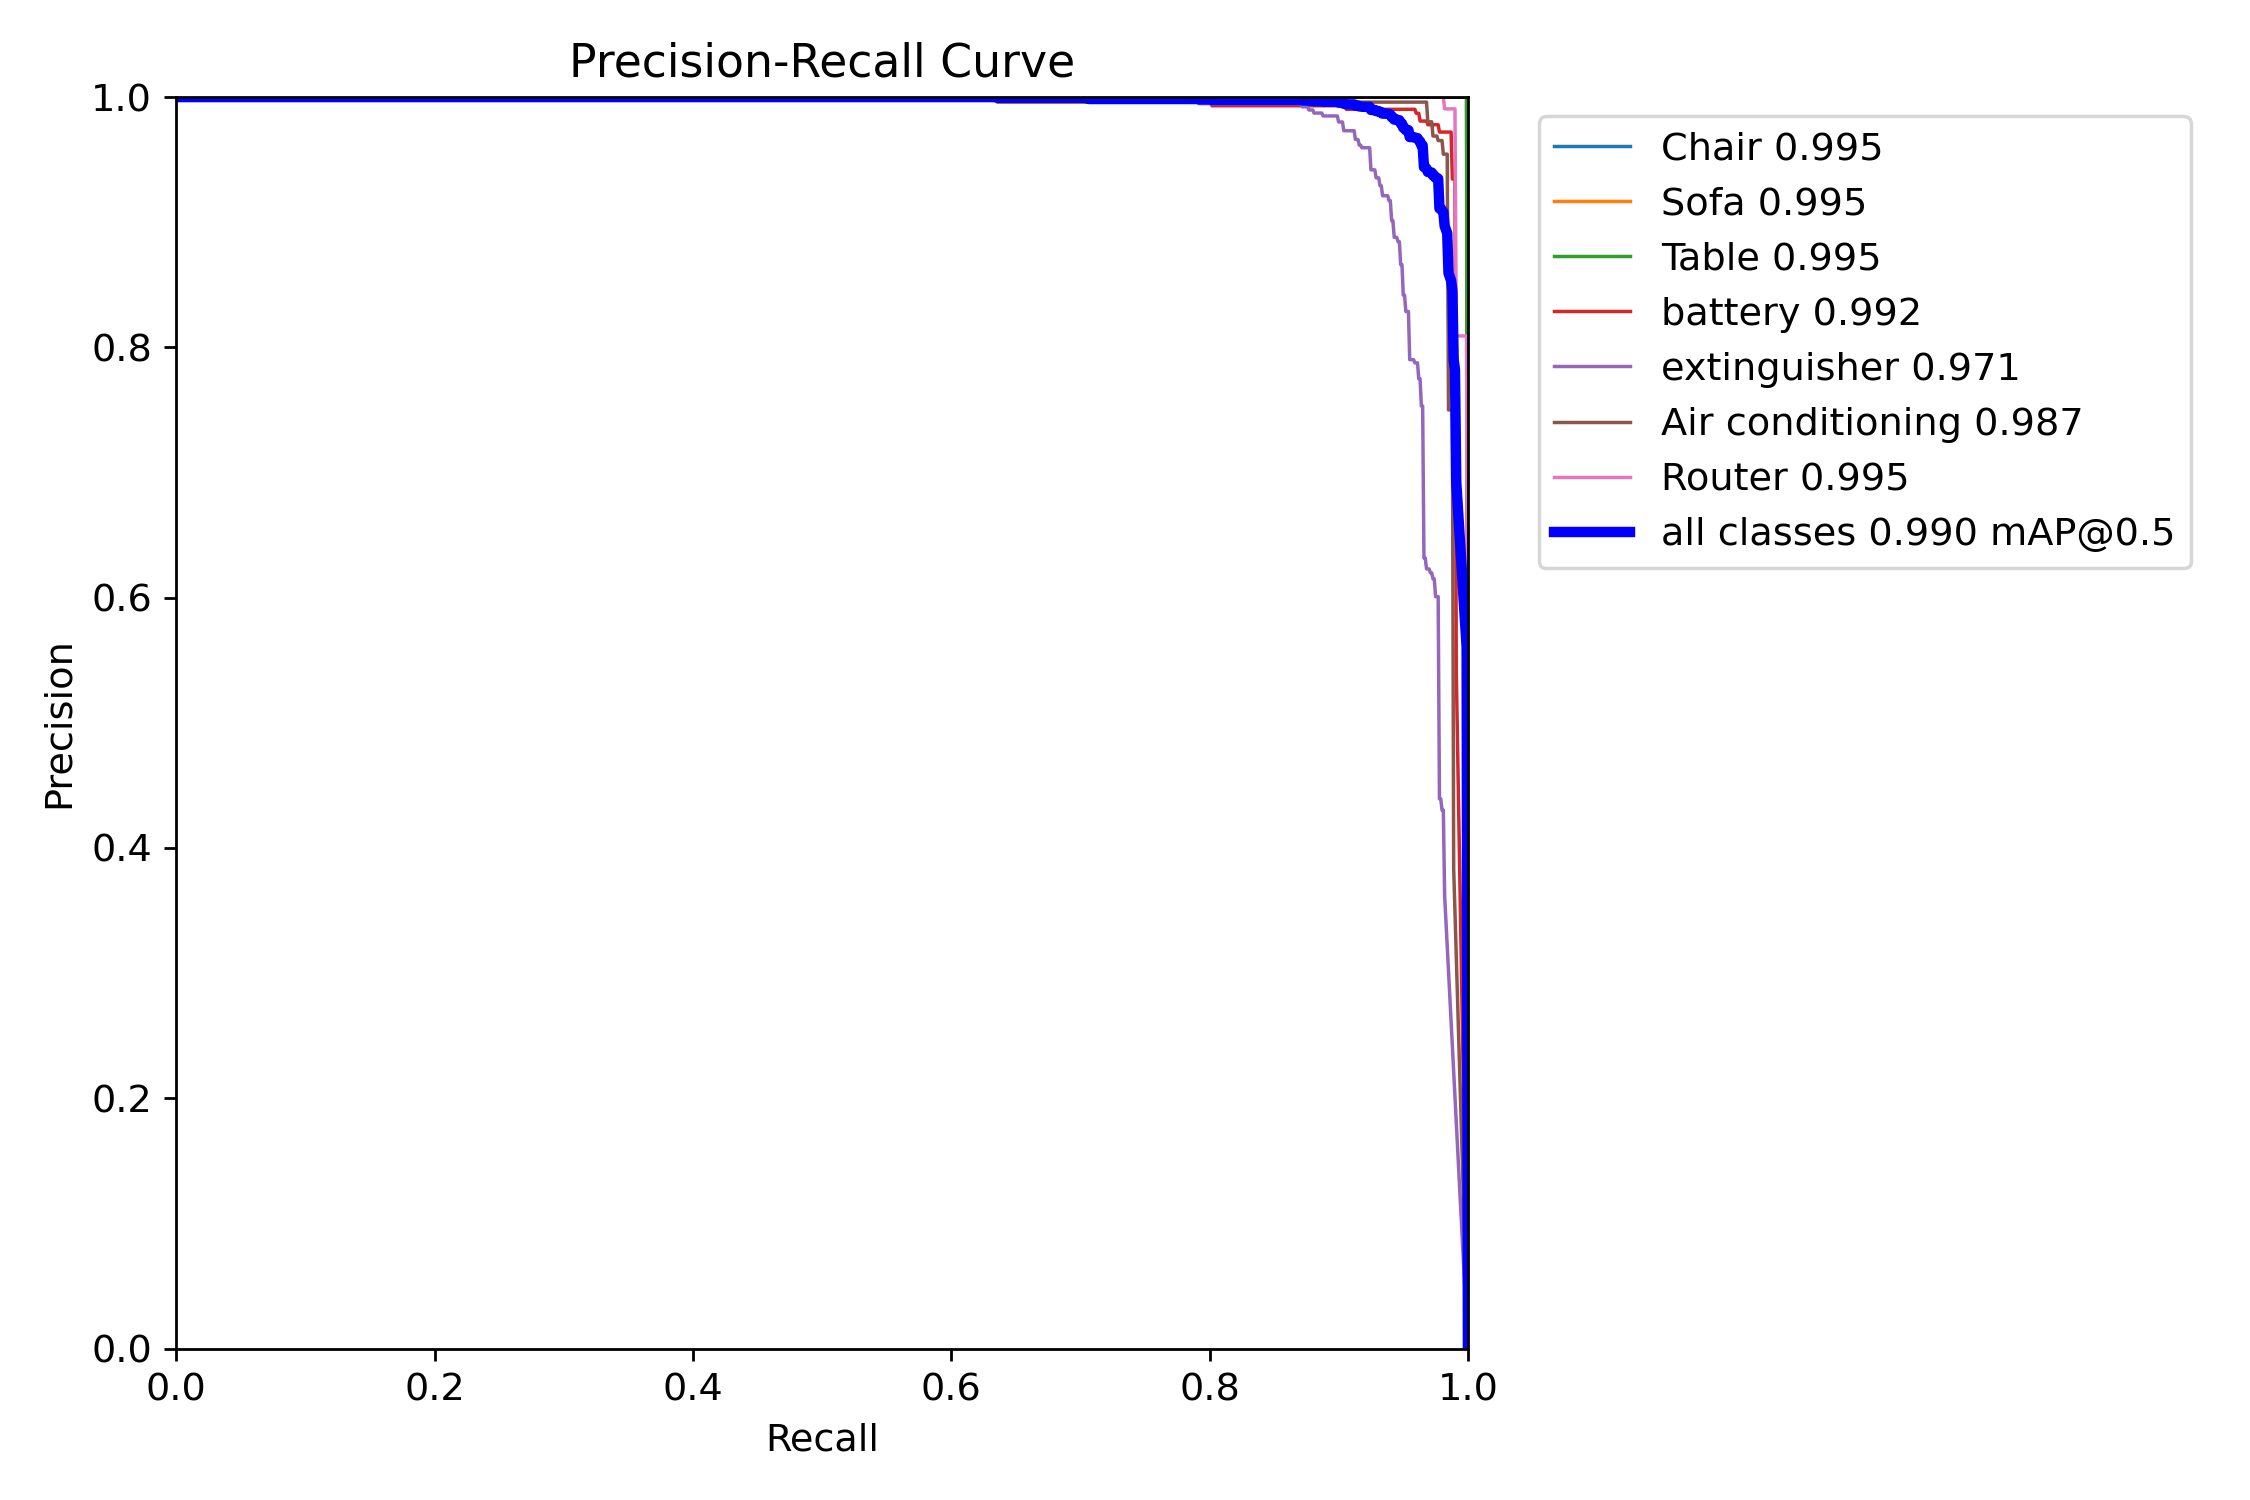 Precision-Recall Curve
1.0
0.8
0.6
0.4
0.2
0.0
Precision
0.0 0.2 0.4 0.6 0.8 1.0
Recall
Chair 0.995
Sofa 0.995
Table 0.995
battery 0.992
extinguisher 0.971
Air conditioning 0.987
Router 0.995
all classes 0.990 mAP@0.5